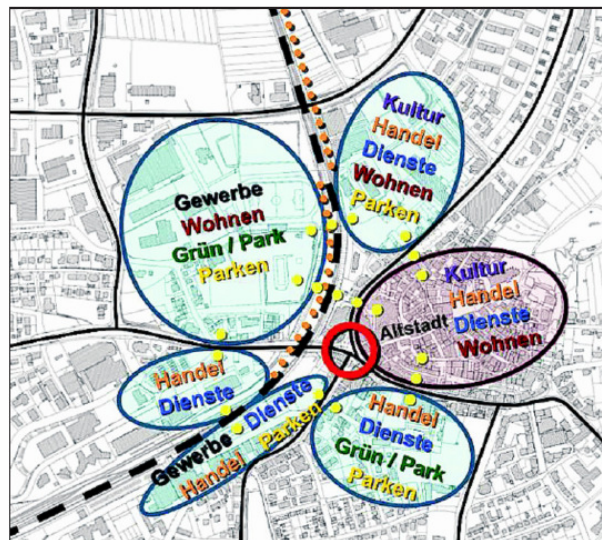 Kultur
Handel
Dienste
Wohnen
Parken
Gewerbe
Wohnen
Grün / Park
Parken
Kultur
Handel
Altstadt
Dienste
Wohnen
Handel
Dienste
Gewerbe
Dienste
Handel
Parken
Handel
Dienste
Grün / Park
Parken